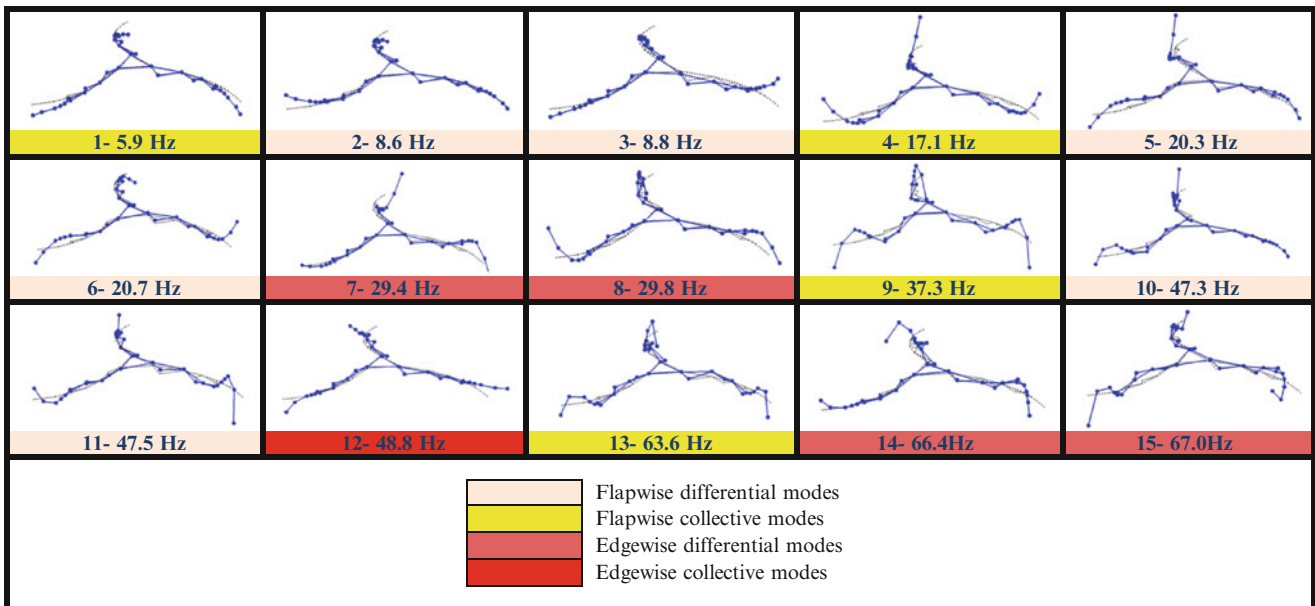 1- 5.9 Hz
2- 8.6 Hz
3- 8.8 Hz
4- 17.1 Hz
5- 20.3 Hz
6- 20.7 Hz
7- 29.4 Hz
8- 29.8 Hz
9- 37.3 Hz
10- 47.3 Hz
11- 47.5 Hz
12- 48.8 Hz
13- 63.6 Hz
14- 66.4Hz
15- 67.0Hz
Flapwise differential modes
Flapwise collective modes
Edgewise differential modes
Edgewise collective modes